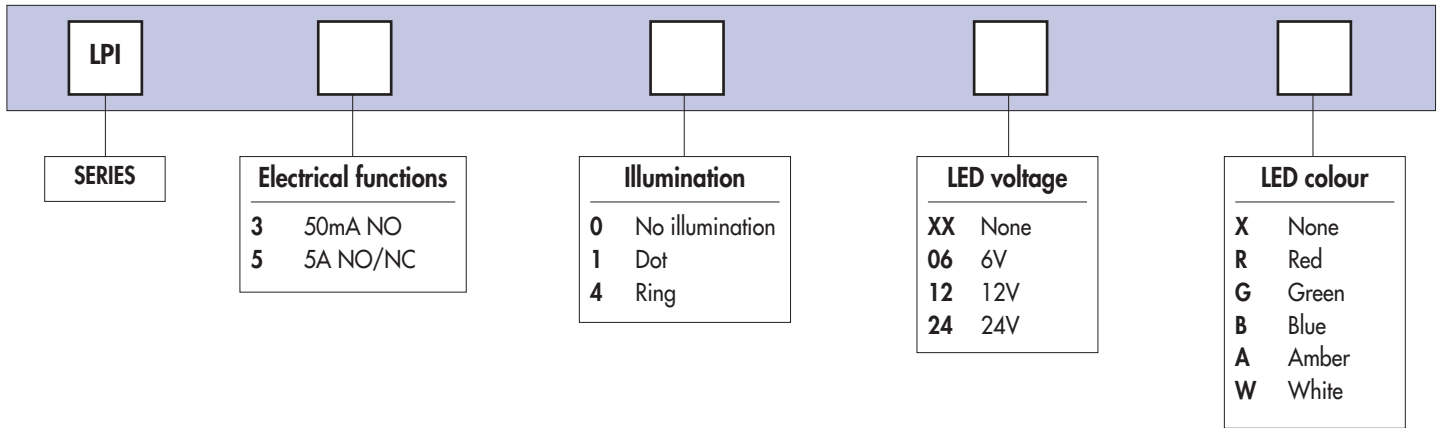 LPI
SERIES
Electrical functions
3 50mA NO
5 5A NO/NC
Illumination
0 No illumination
1 Dot
4 Ring
LED voltage
XX None
06 6V
12 12V
24 24V
LED colour
X None
R Red
G Green
B Blue
A Amber
W White